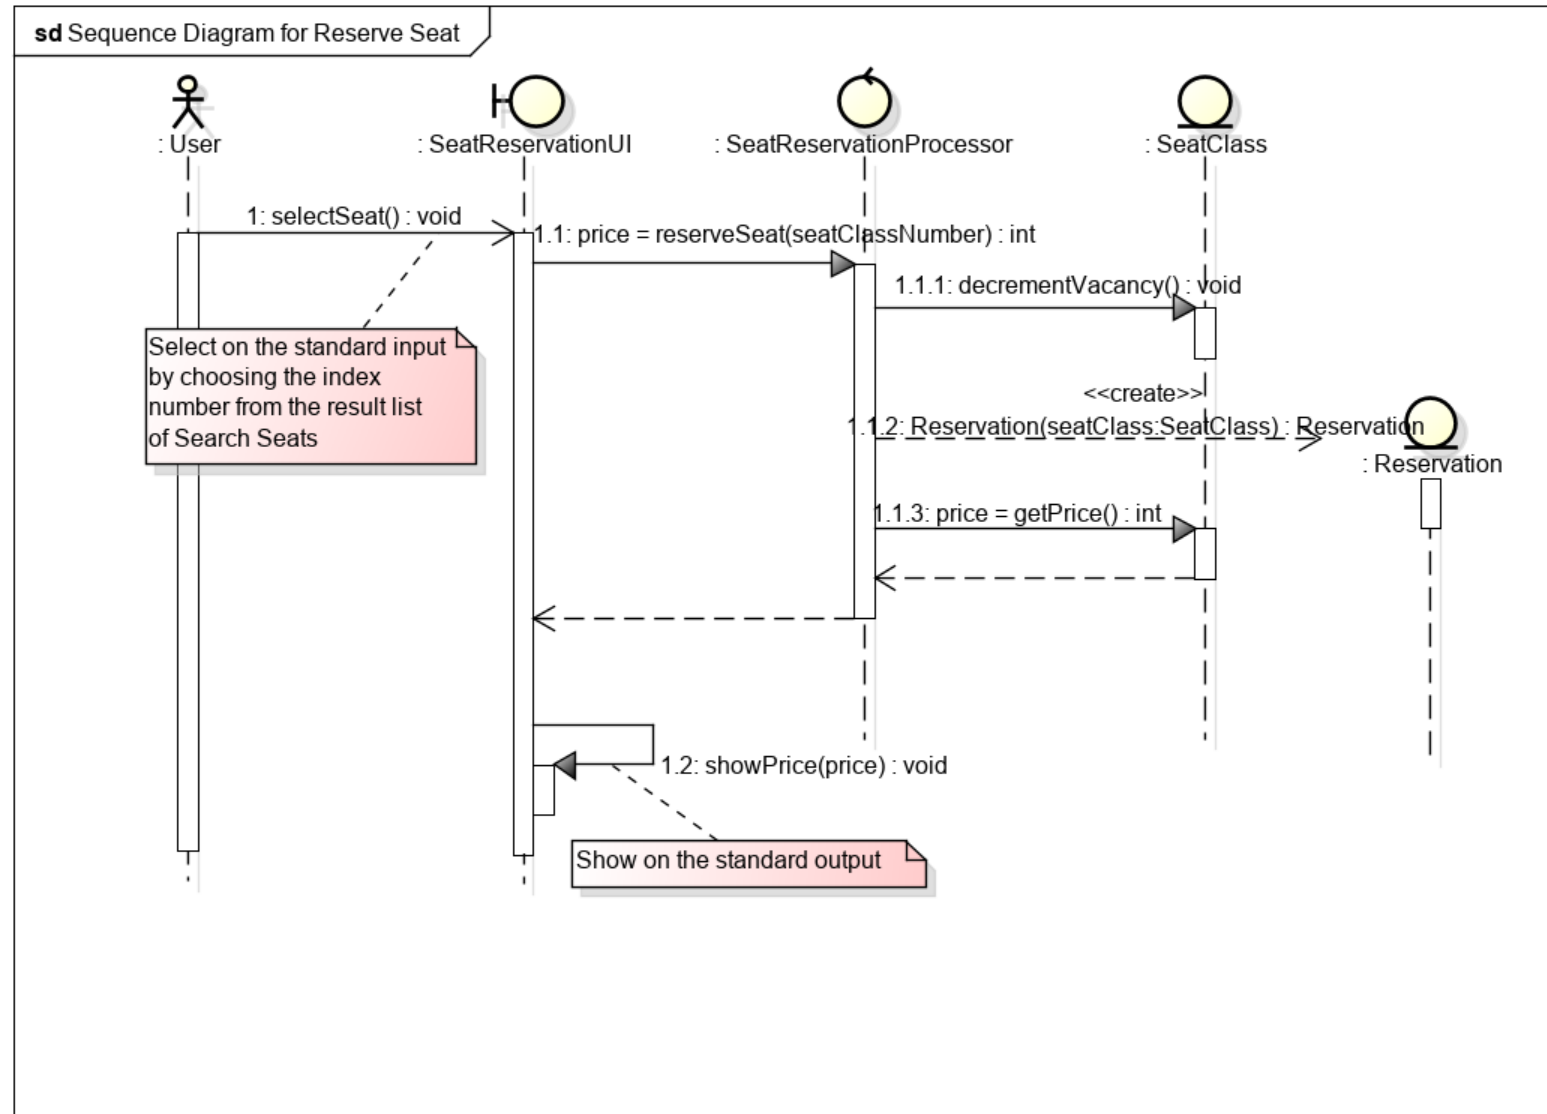 sd Sequence Diagram for Reserve Seat
: User
: SeatReservationUI
: SeatReservationProcessor
: SeatClass
1: selectSeat() : void
1.1: price = reserveSeat(seatClassNumber) : int
1.1.1: decrementVacancy() : void
Select on the standard input
by choosing the index
number from the result list
of Search Seats
<<create>>
1.1.2: Reservation(seatClass:SeatClass) : Reservation
: Reservation
1.1.3: price = getPrice() : int
1.2: showPrice(price) : void
Show on the standard output